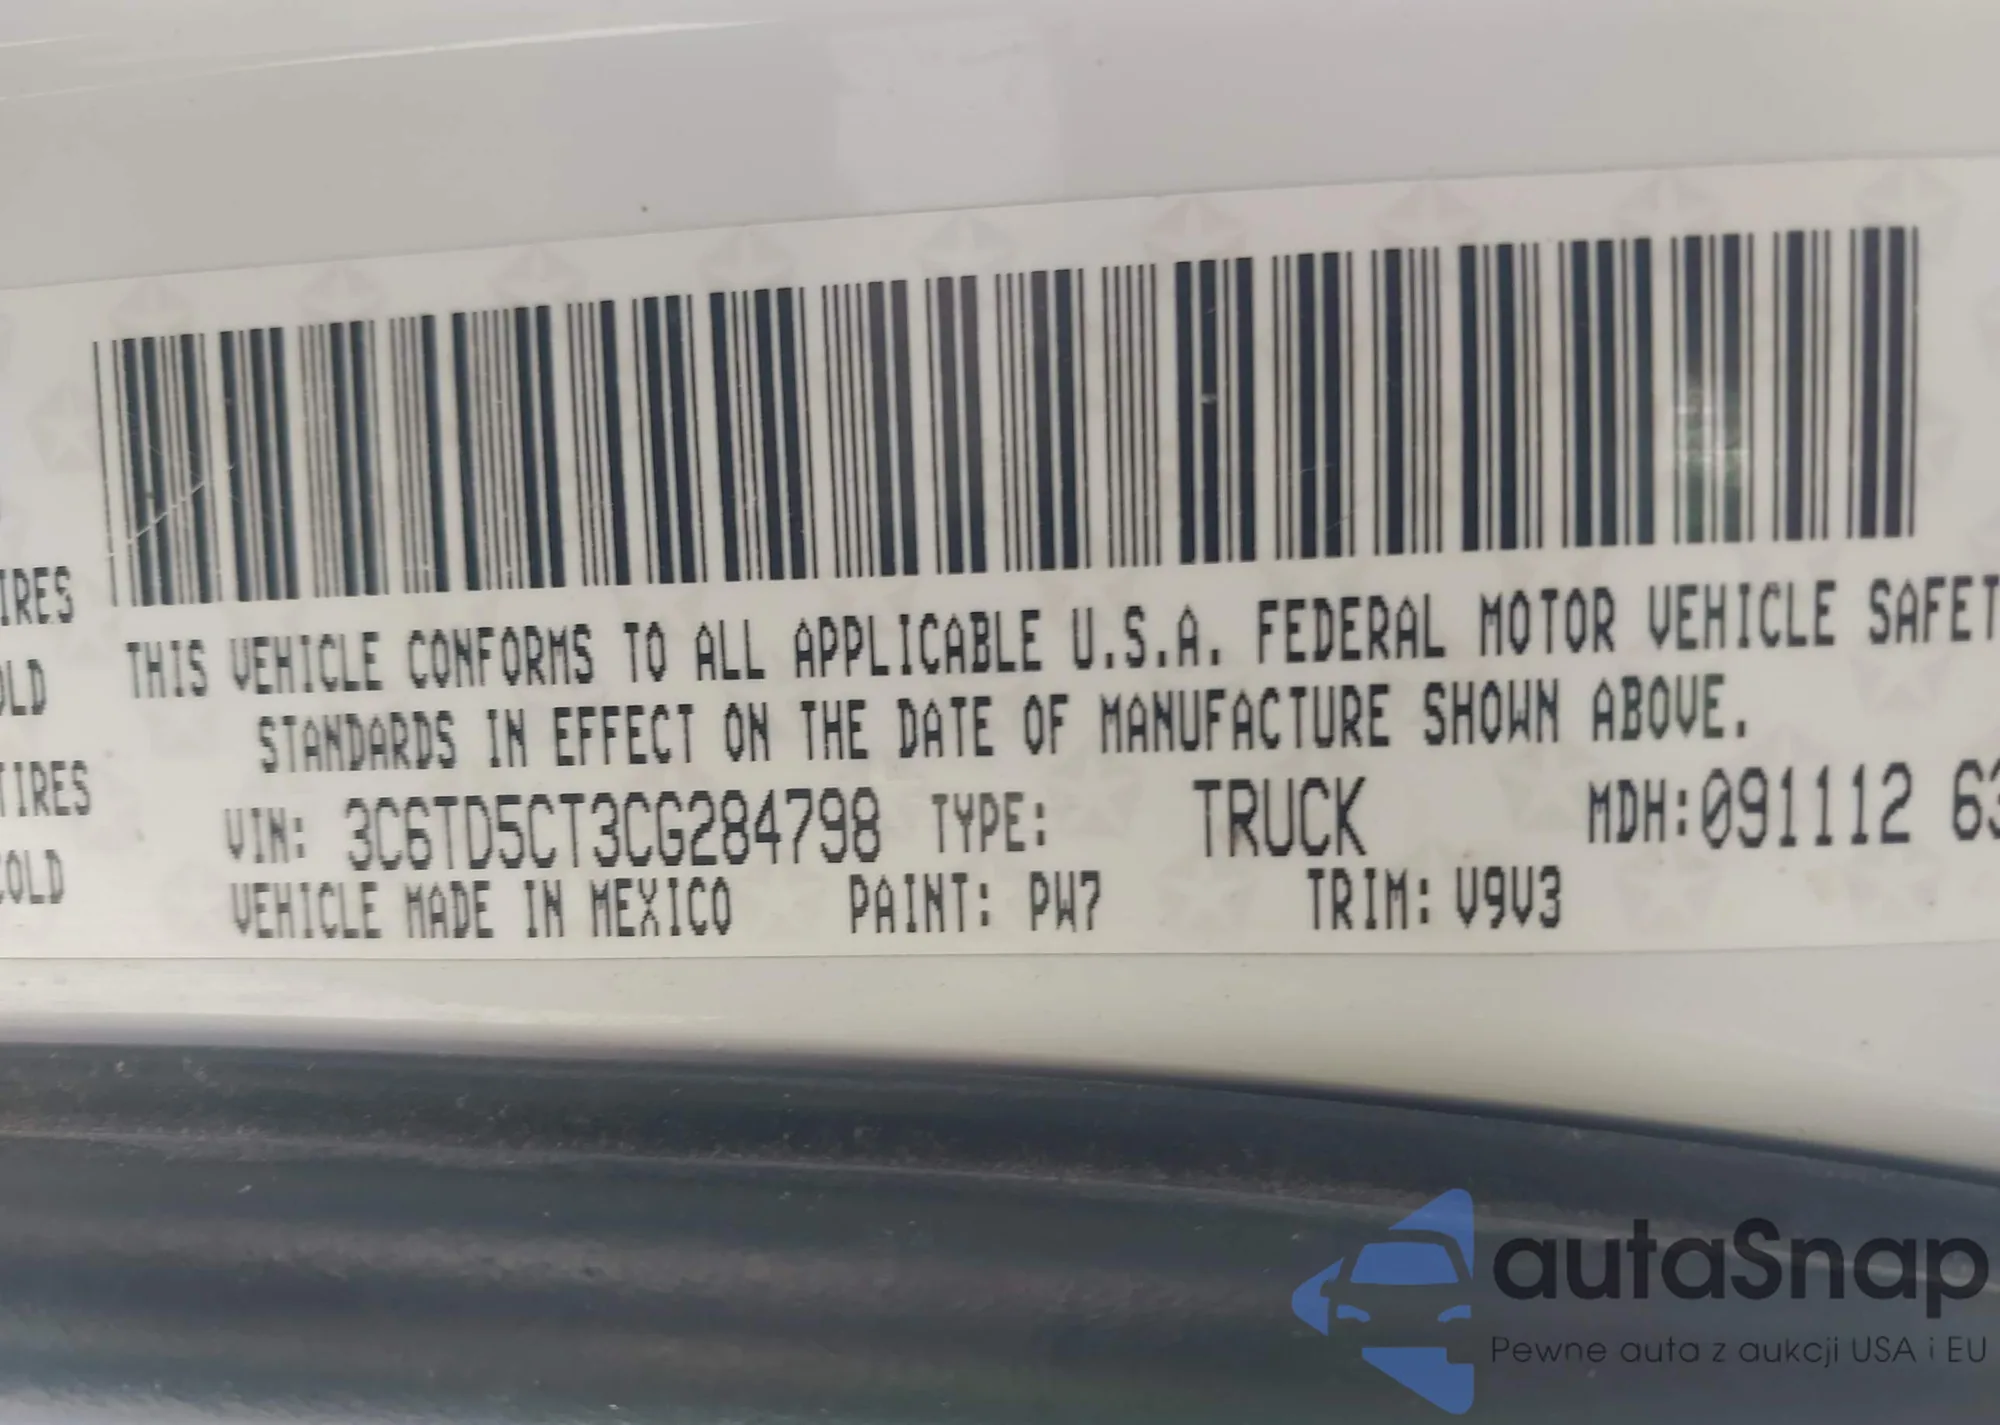 THIS VEHICLE CONFORMS TO ALL APPLICABLE U.S.A. FEDERAL MOTOR VEHICLE SAFET
STANDARDS IN EFFECT ON THE DATE OF MANUFACTURE SHOWN ABOVE.
VIN: 3C6TD5CT3CG284798 TYPE: TRUCK MDH:091112 63
VEHICLE MADE IN MEXICO PAINT: PW7 TRIM: V9V3
IRES
OLD
TIRES
COLD
autaSnap
Pewne auta z aukcji USA i EU